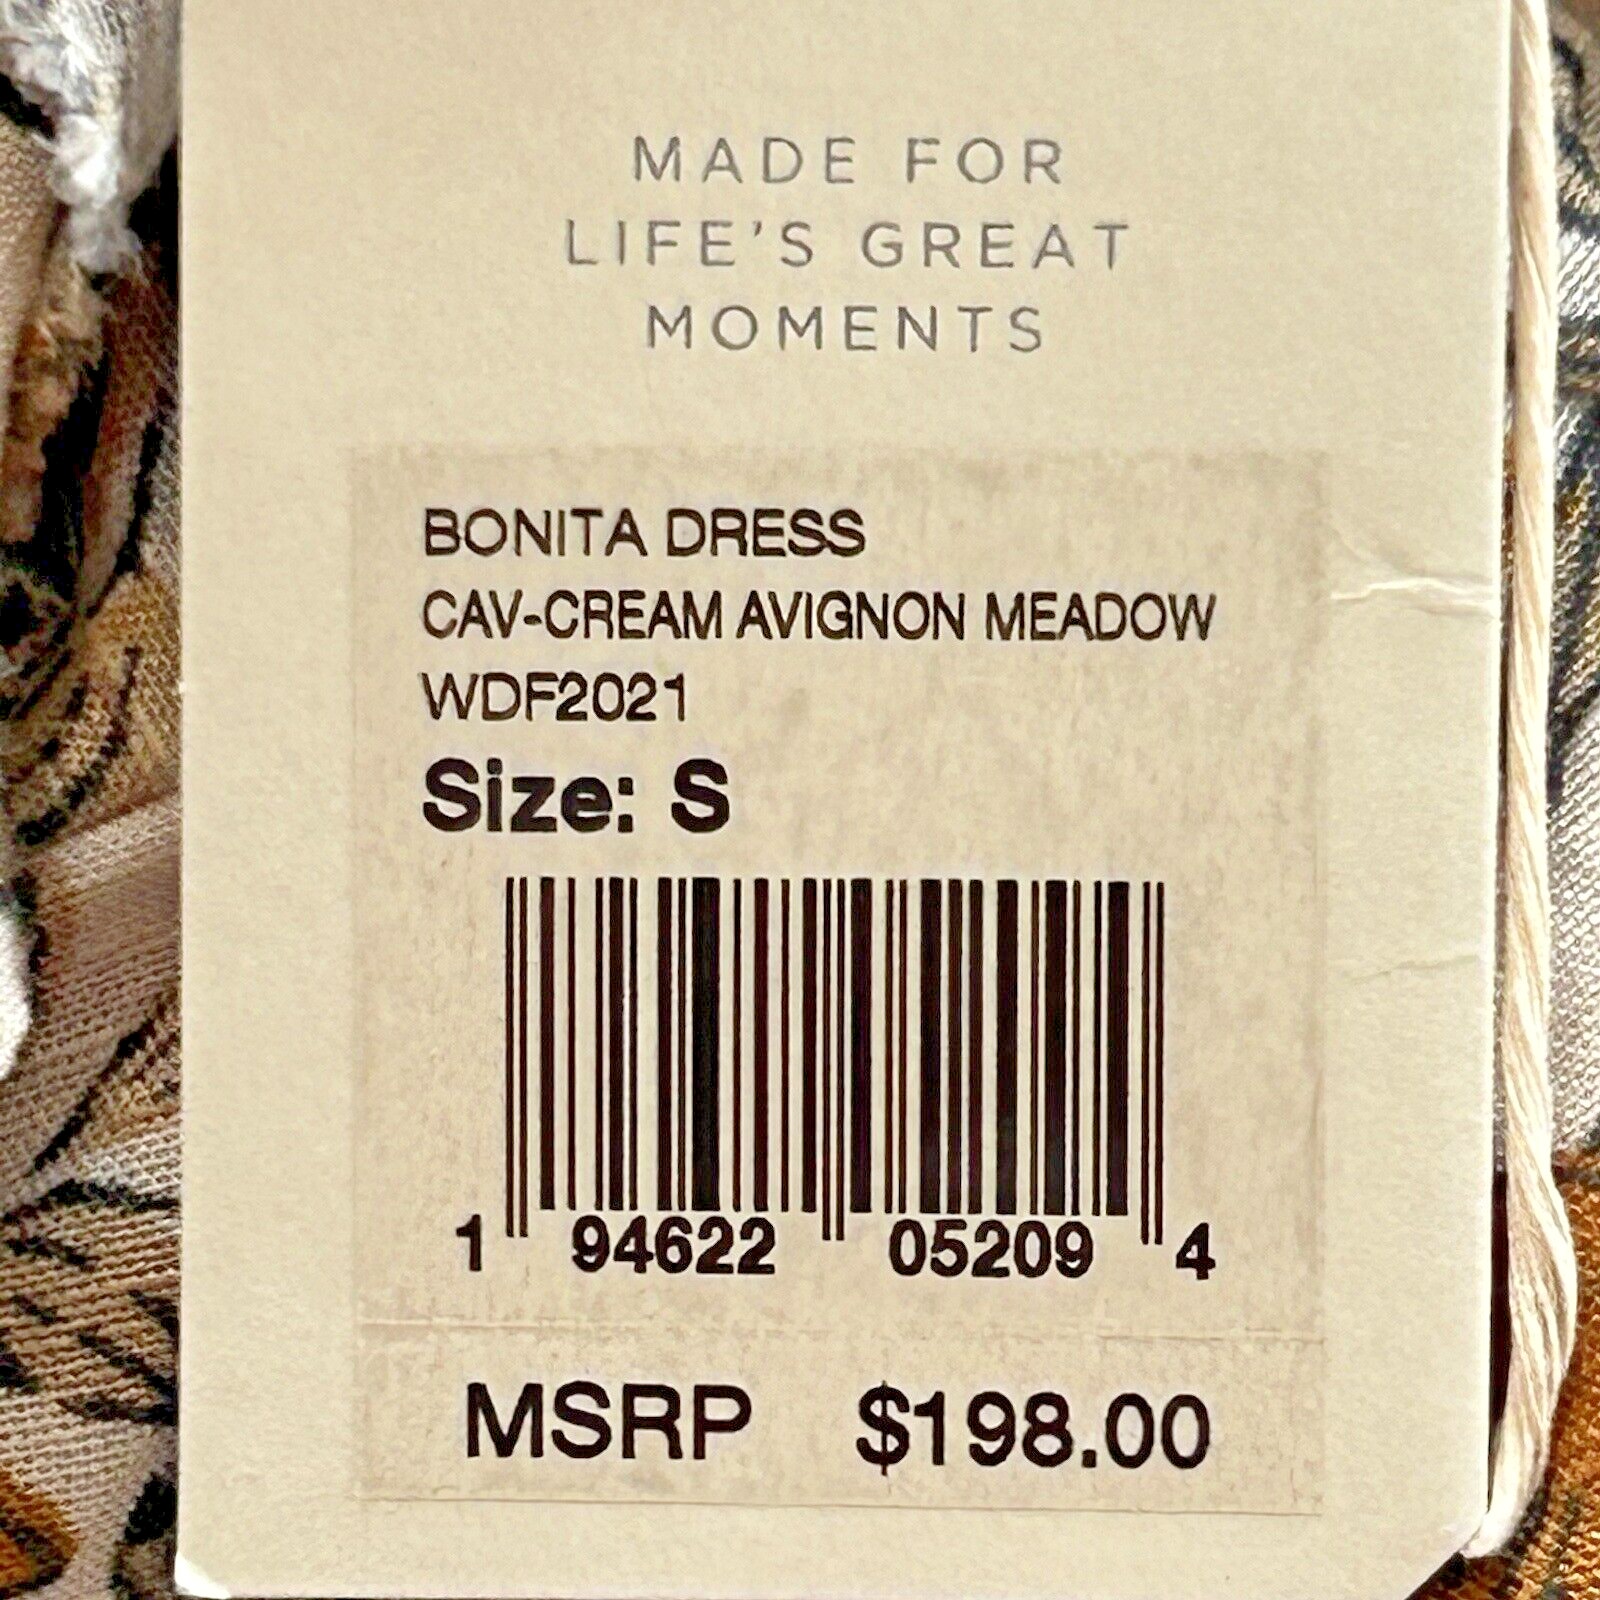 MADE FOR
LIFE'S GREAT
MOMENTS
BONITA DRESS
CAV-CREAM AVIGNON MEADOW
WDF2021
Size: S
1 94622 05209 4
MSRP $198.00